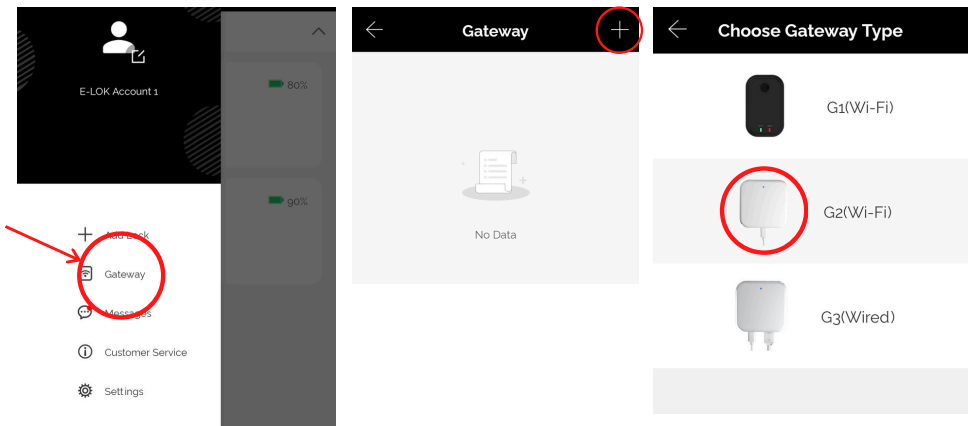 E-LOK Account 1
80%
90%
Add Lock
Gateway
Messages
Customer Service
Settings
Gateway
No Data
Choose Gateway Type
G1(Wi-Fi)
G2(Wi-Fi)
G3(Wired)